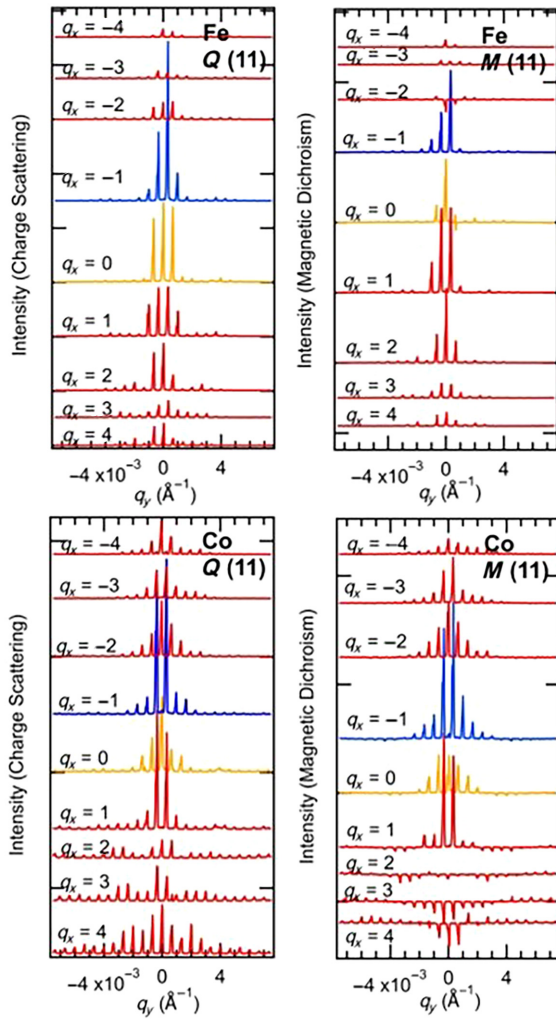 Fe
Q (11)
qx = −4
qx = −3
qx = −2
qx = −1
qx = 0
qx = 1
qx = 2
qx = 3
qx = 4
Intensity (Charge Scattering)
−4 ×10⁻³ 0 4
qy (Å⁻¹)
Fe
M (11)
qx = −4
qx = −3
qx = −2
qx = −1
qx = 0
qx = 1
qx = 2
qx = 3
qx = 4
Intensity (Magnetic Dichroism)
−4 ×10⁻³ 0 4
qy (Å⁻¹)
Co
Q (11)
qx = −4
qx = −3
qx = −2
qx = −1
qx = 0
qx = 1
qx = 2
qx = 3
qx = 4
Intensity (Charge Scattering)
−4 ×10⁻³ 0 4
qy (Å⁻¹)
Co
M (11)
qx = −4
qx = −3
qx = −2
qx = −1
qx = 0
qx = 1
qx = 2
qx = 3
qx = 4
Intensity (Magnetic Dichroism)
−4 ×10⁻³ 0 4
qy (Å⁻¹)